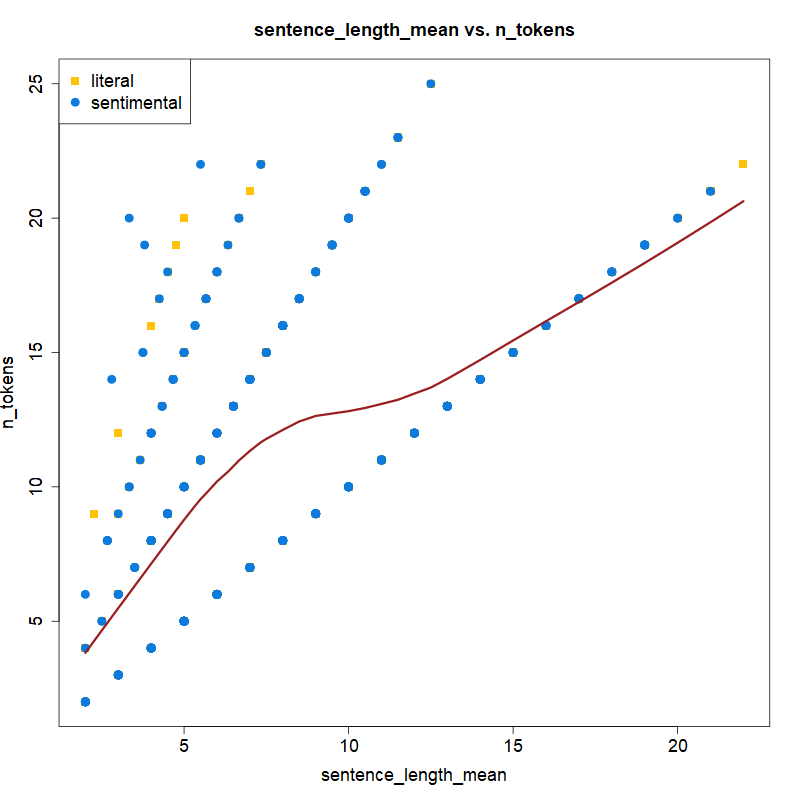 sentence_length_mean vs. n_tokens
literal
sentimental
25
20
15
10
5
n_tokens
5 10 15 20
sentence_length_mean